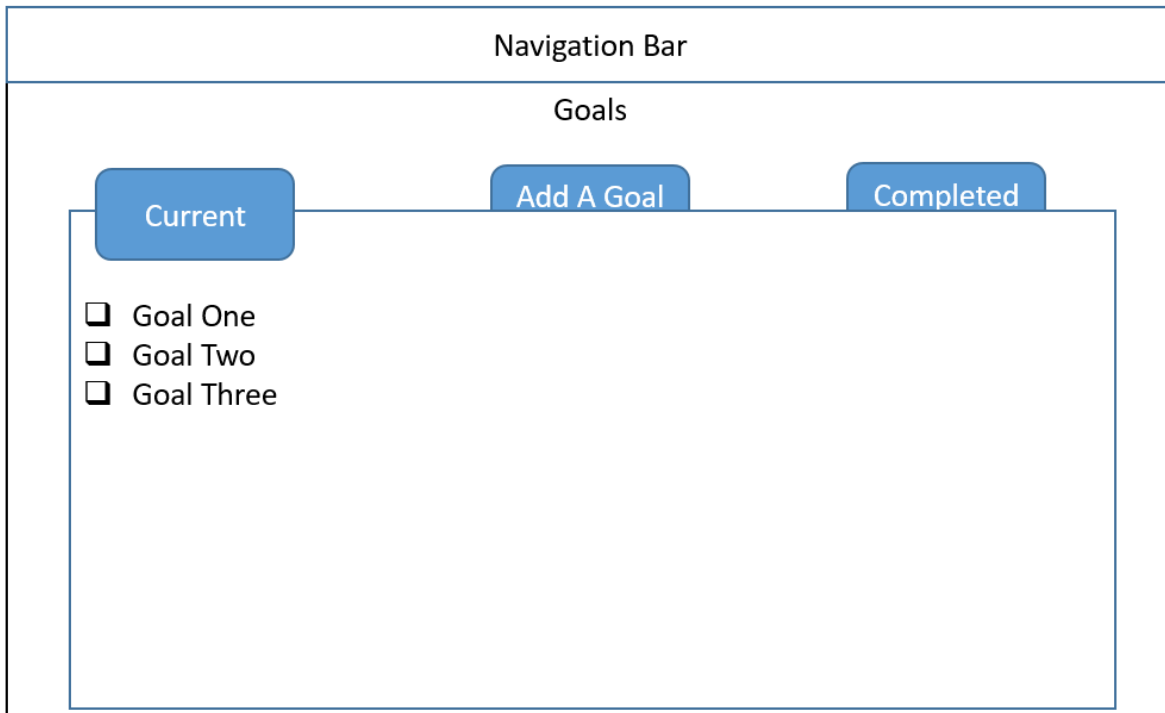 Navigation Bar
Goals
Current
Add A Goal
Completed
Goal One
Goal Two
Goal Three